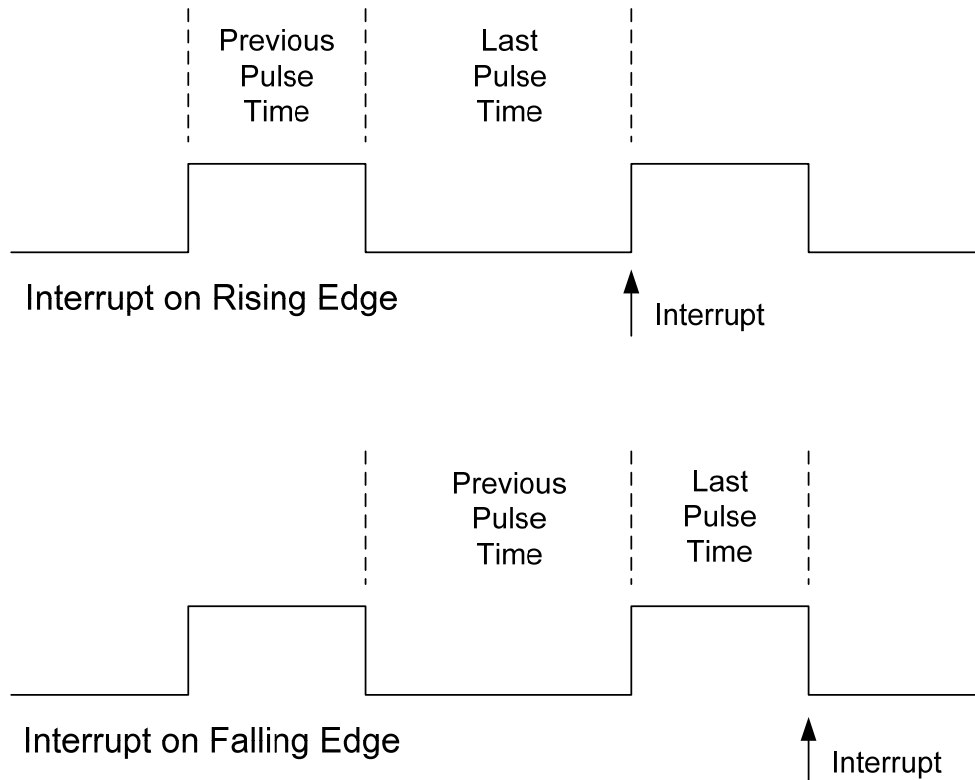 Previous
Pulse
Time
Last
Pulse
Time
Interrupt on Rising Edge
Interrupt
Previous
Pulse
Time
Last
Pulse
Time
Interrupt on Falling Edge
Interrupt